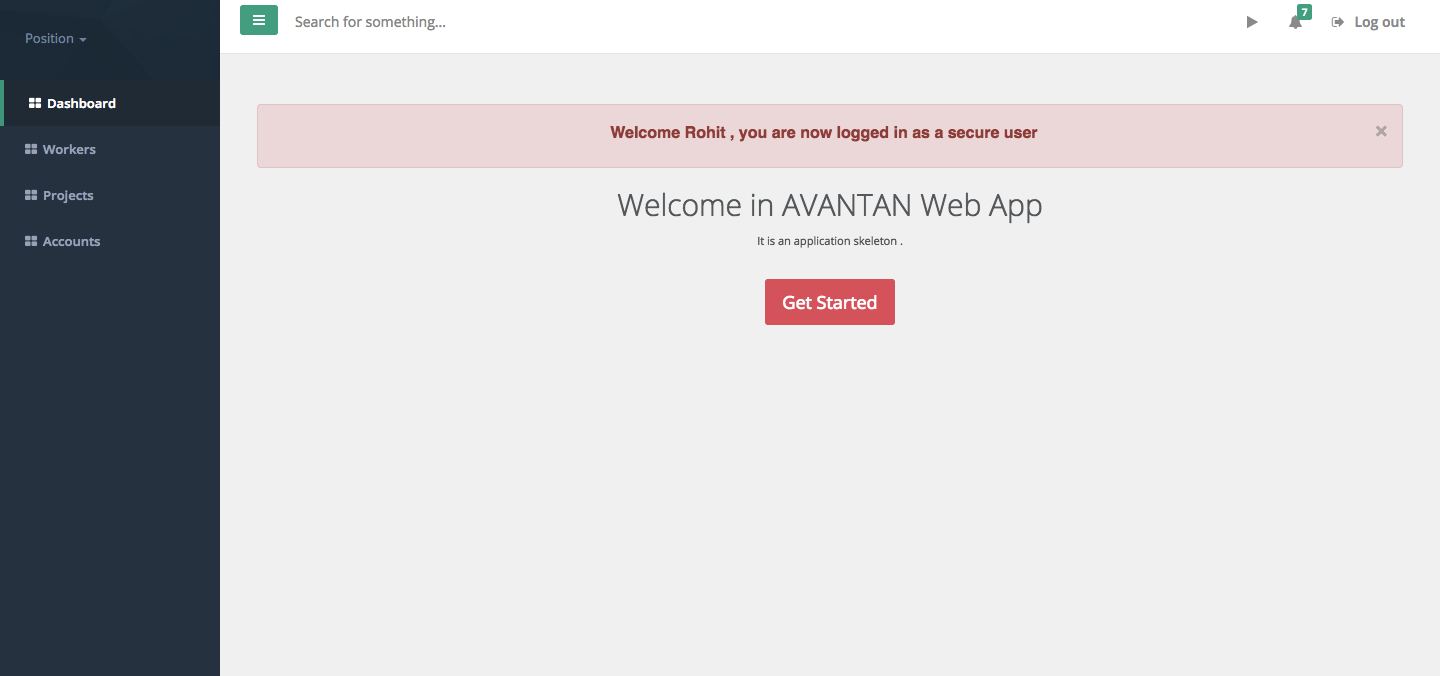 Position
Dashboard
Workers
Projects
Accounts
Search for something...
7
Log out
Welcome Rohit , you are now logged in as a secure user
×
Welcome in AVANTAN Web App
It is an application skeleton .
Get Started